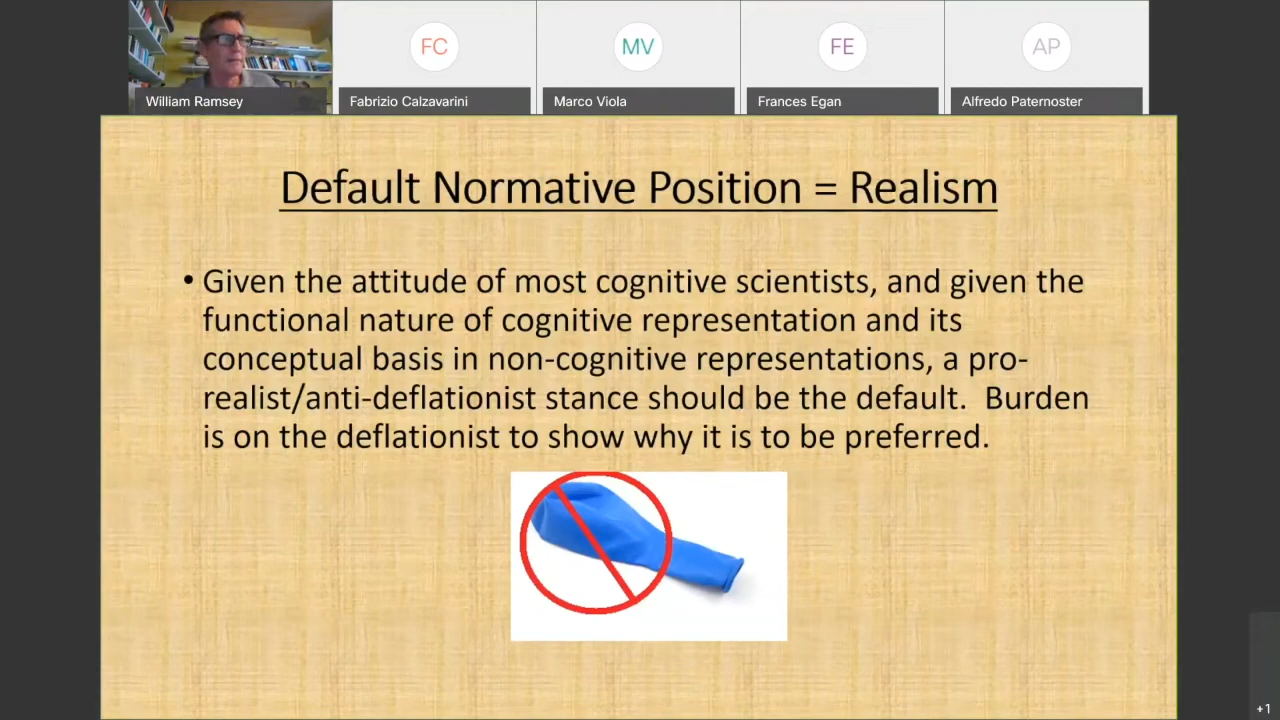 FC
MV
FE
AP
William Ramsey
Fabrizio Calzavarini
Marco Viola
Frances Egan
Alfredo Paternoster
Default Normative Position = Realism
• Given the attitude of most cognitive scientists, and given the
functional nature of cognitive representation and its
conceptual basis in non-cognitive representations, a pro-
realist/anti-deflationist stance should be the default.  Burden
is on the deflationist to show why it is to be preferred.
+1